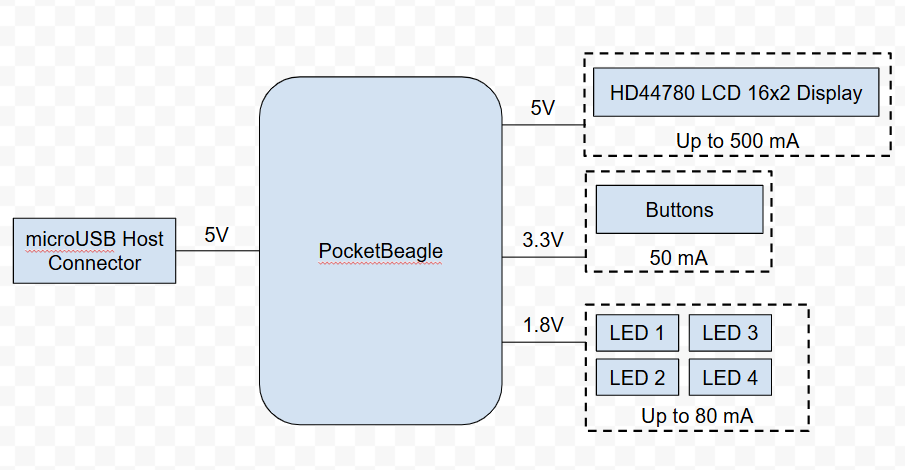 microUSB Host
Connector
5V
PocketBeagle
5V
HD44780 LCD 16x2 Display
Up to 500 mA
3.3V
Buttons
50 mA
1.8V
LED 1
LED 3
LED 2
LED 4
Up to 80 mA